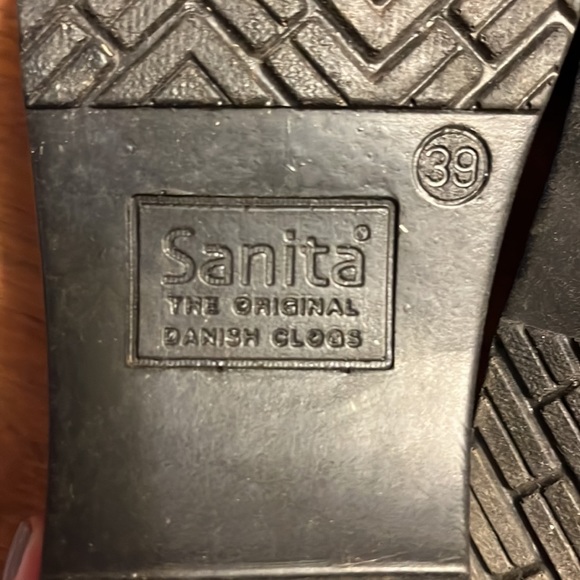 39
Sanita®
THE ORIGINAL
DANISH CLOGS